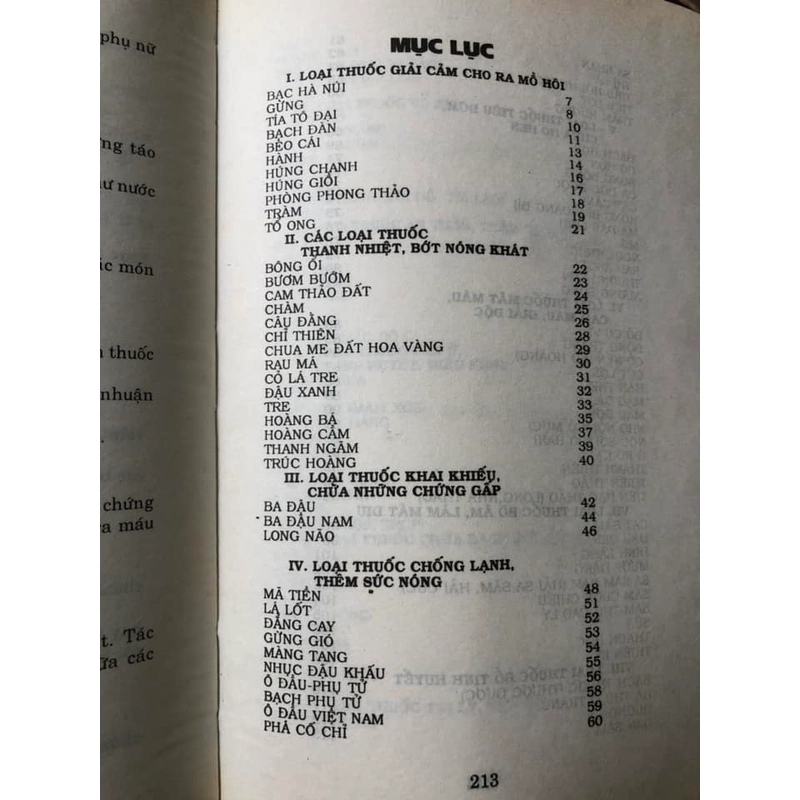 phụ nữ
ng táo
ư nước
ác món
n thuốc
nhuận
.
chứng
a máu
t. Tác
ữa các
MỤC LỤC
I. LOẠI THUỐC GIẢI CẢM CHO RA MỒ HÔI
BẠC HÀ NÚI 7
GỪNG 8
TÍA TÔ DẠI 10
BẠCH ĐÀN 11
BÈO CÁI 13
HÀNH 14
HÚNG CHANH 16
HÚNG GIỔI 17
PHÒNG PHONG THẢO 18
TRÀM 19
TỔ ONG 21
II. CÁC LOẠI THUỐC
THANH NHIỆT, BỚT NÓNG KHÁT
BÔNG ỔI 22
BƯƠM BƯỚM 23
CAM THẢO ĐẤT 24
CHÀM 25
CÂU ĐẰNG 26
CHỈ THIÊN 28
CHUA ME ĐẤT HOA VÀNG 29
RAU MÁ 30
CỎ LÁ TRE 31
ĐẬU XANH 32
TRE 33
HOÀNG BÁ 35
HOÀNG CẦM 37
THANH NGÂM 39
TRÚC HOÀNG 40
III. LOẠI THUỐC KHAI KHIẾU,
CHỮA NHỮNG CHỨNG GẤP
BA ĐẬU 42
BA ĐẬU NAM 44
LONG NÃO 46
IV. LOẠI THUỐC CHỐNG LẠNH,
THÊM SỨC NÓNG
MÃ TIỀN 48
LÁ LỐT 51
ĐẮNG CAY 52
GỪNG GIÓ 53
MÀNG TANG 54
NHỤC ĐẬU KHẤU 55
Ô ĐẦU-PHỤ TỬ 56
BẠCH PHỤ TỬ 58
Ô ĐẦU VIỆT NAM 59
PHÁ CỐ CHỈ 60
213